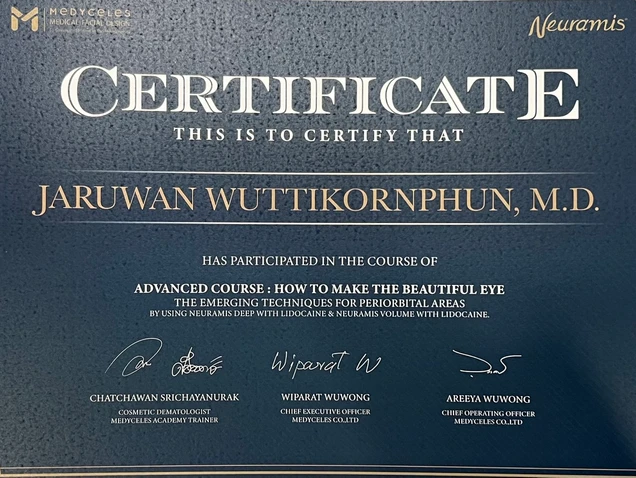 MEDYCELES
MEDICAL FACIAL DESIGN
Neuramis
CERTIFICATE
THIS IS TO CERTIFY THAT
JARUWAN WUTTIKORNPHUN, M.D.
HAS PARTICIPATED IN THE COURSE OF
ADVANCED COURSE : HOW TO MAKE THE BEAUTIFUL EYE
THE EMERGING TECHNIQUES FOR PERIORBITAL AREAS
BY USING NEURAMIS DEEP WITH LIDOCAINE & NEURAMIS VOLUME WITH LIDOCAINE.
Wiparat W
CHATCHAWAN SRICHAYANURAK
COSMETIC DEMATOLOGIST
MEDYCELES ACADEMY TRAINER
WIPARAT WUWONG
CHIEF EXECUTIVE OFFICER
MEDYCELES CO.,LTD
AREEYA WUWONG
CHIEF OPERATING OFFICER
MEDYCELES CO.,LTD